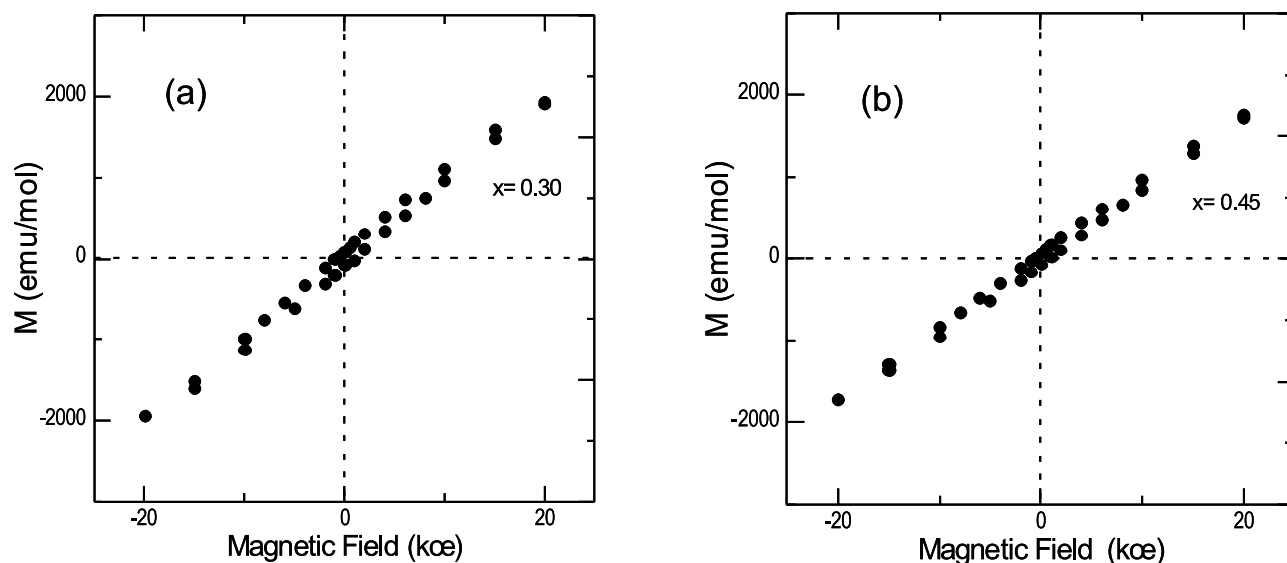 (a)
2000
0
-2000
M (emu/mol)
x= 0.30
-20 0 20
Magnetic Field (kœ)
(b)
2000
0
-2000
M (emu/mol)
x= 0.45
-20 0 20
Magnetic Field (kœ)